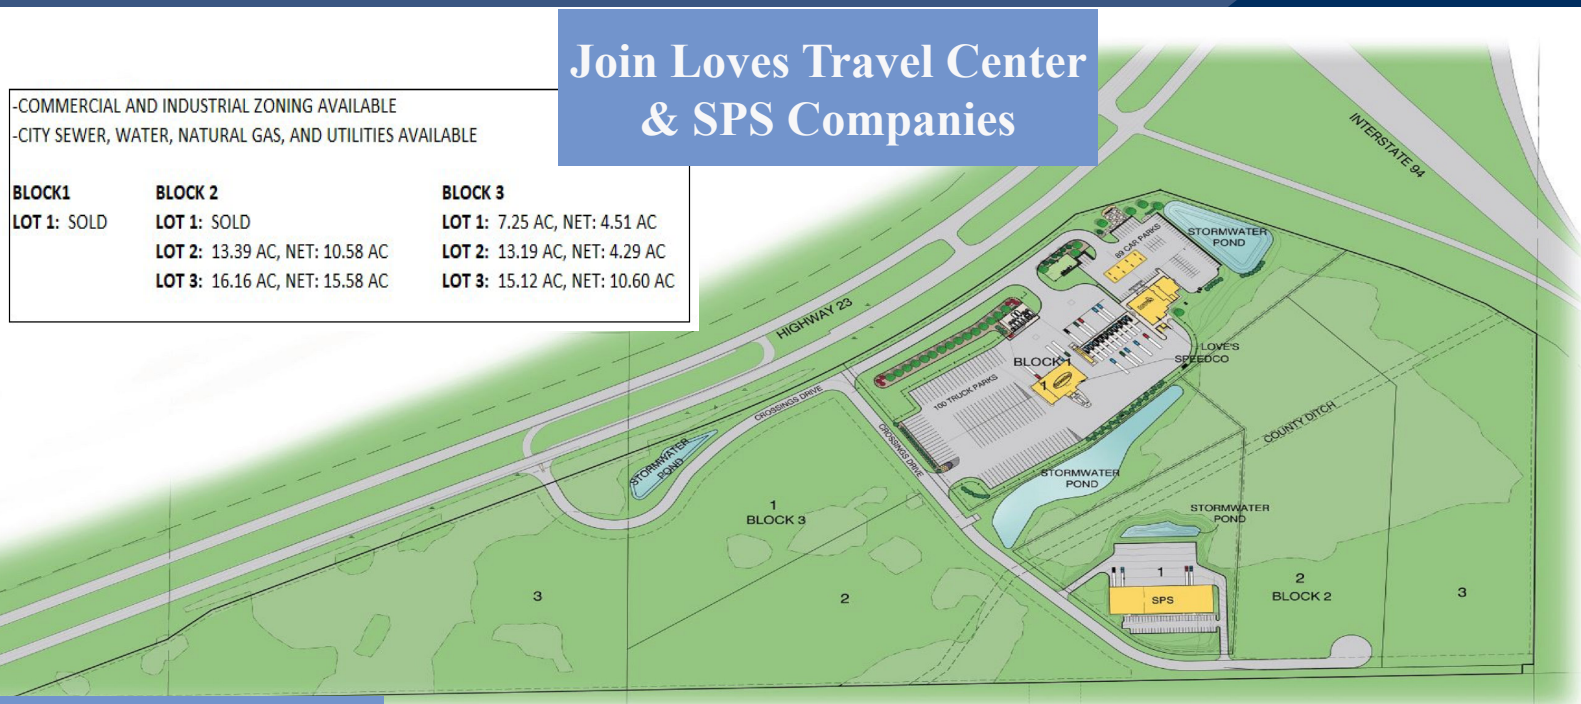 Join Loves Travel Center
& SPS Companies
-COMMERCIAL AND INDUSTRIAL ZONING AVAILABLE
-CITY SEWER, WATER, NATURAL GAS, AND UTILITIES AVAILABLE
BLOCK1
LOT 1: SOLD
BLOCK 2
LOT 1: SOLD
LOT 2: 13.39 AC, NET: 10.58 AC
LOT 3: 16.16 AC, NET: 15.58 AC
BLOCK 3
LOT 1: 7.25 AC, NET: 4.51 AC
LOT 2: 13.19 AC, NET: 4.29 AC
LOT 3: 15.12 AC, NET: 10.60 AC
INTERSTATE 94
HIGHWAY 23
89 CAR PARKS
STORMWATER
POND
LOVE'S
SPEEDCO
BLOCK 1
1
100 TRUCK PARKS
CROSSINGS DRIVE
CROSSINGS DRIVE
COUNTY DITCH
STORMWATER
POND
STORMWATER
POND
STORMWATER
POND
1
BLOCK 3
2
3
1
SPS
2
BLOCK 2
3